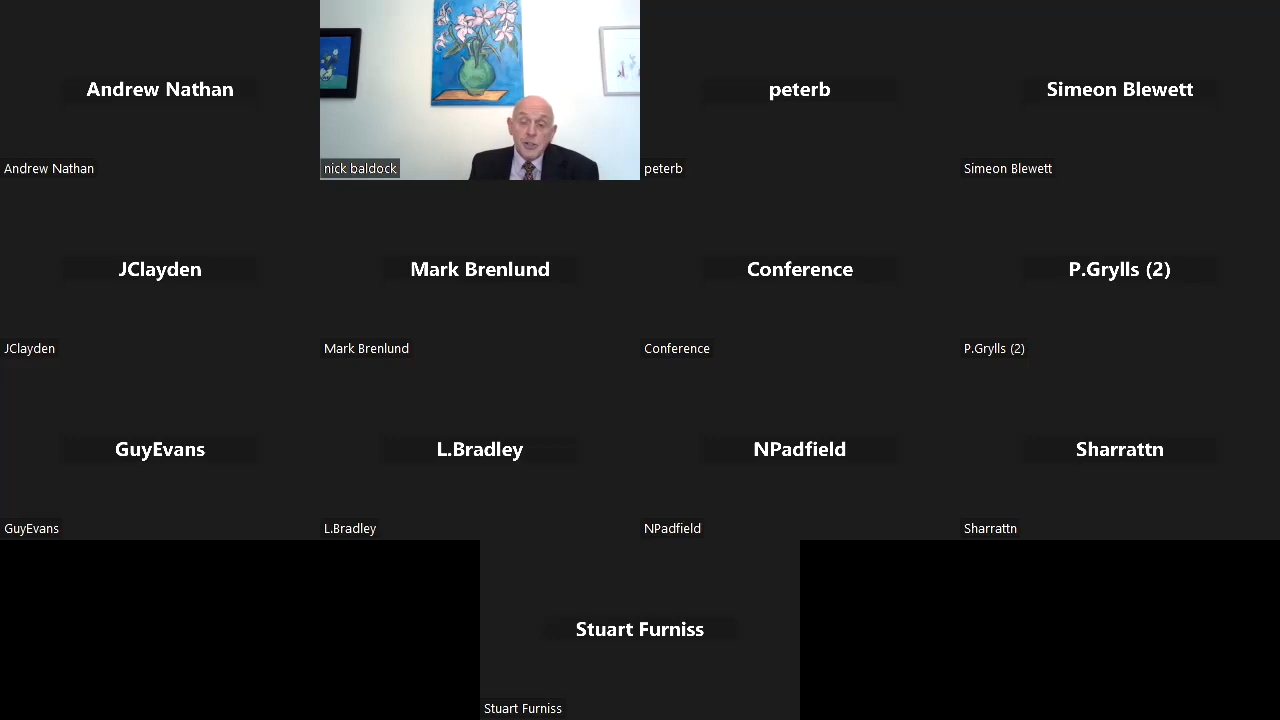 Andrew Nathan
peterb
Simeon Blewett
Andrew Nathan
nick baldock
peterb
Simeon Blewett
JClayden
Mark Brenlund
Conference
P.Grylls (2)
JClayden
Mark Brenlund
Conference
P.Grylls (2)
GuyEvans
L.Bradley
NPadfield
Sharrattn
GuyEvans
L.Bradley
NPadfield
Sharrattn
Stuart Furniss
Stuart Furniss